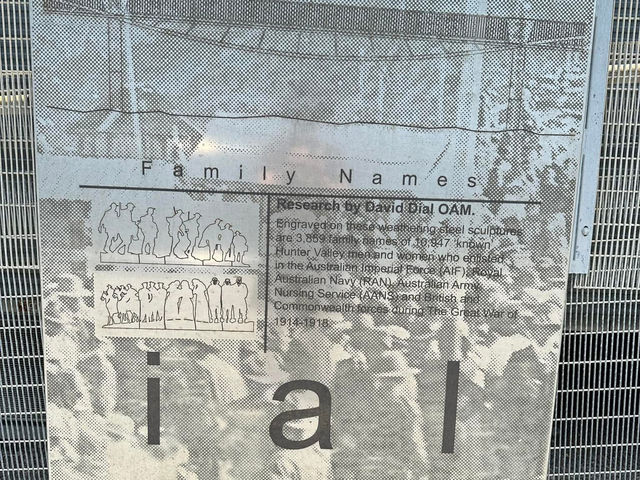 Family Names
Research by David Dial OAM.
Engraved on these weathering steel sculptures
are 3,859 family names of 10,947 'known'
Hunter Valley men and women who enlisted
in the Australian Imperial Force (AIF), Royal
Australian Navy (RAN), Australian Army
Nursing Service (AANS) and British and
Commonwealth forces during The Great War of
1914-1918.
ial